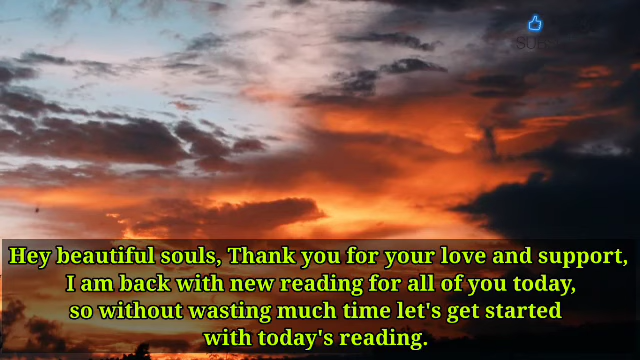 Hey beautiful souls, Thank you for your love and support,
I am back with new reading for all of you today,
so without wasting much time let's get started
with today's reading.